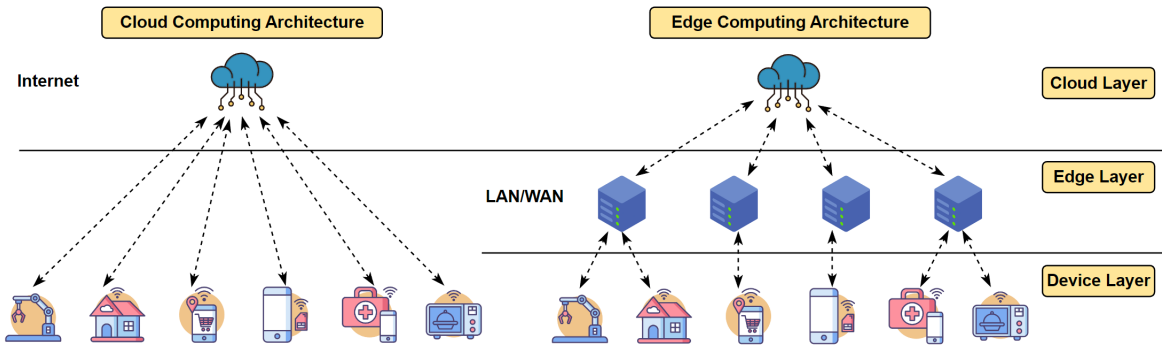 Cloud Computing Architecture
Edge Computing Architecture
Internet
Cloud Layer
LAN/WAN
Edge Layer
Device Layer